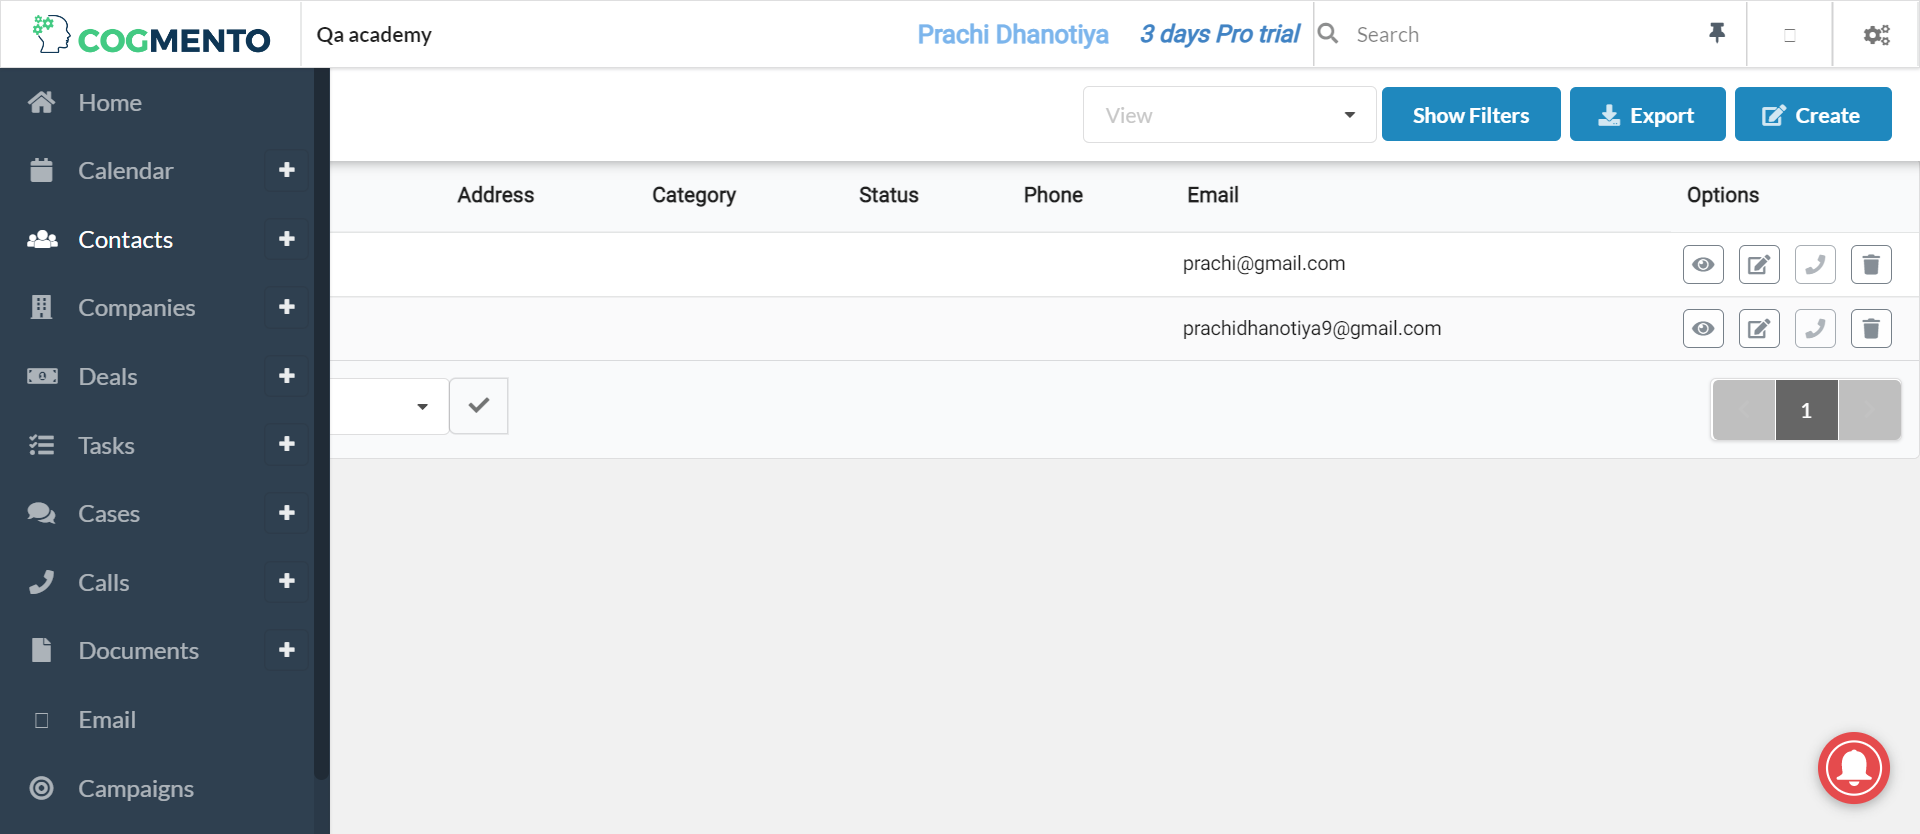 COGMENTO
Qa academy
Prachi Dhanotiya
3 days Pro trial
Search
Home
Calendar
Contacts
Companies
Deals
Tasks
Cases
Calls
Documents
Email
Campaigns
View
Show Filters
Export
Create
Address Category Status Phone Email Options
prachi@gmail.com
prachidhanotiya9@gmail.com
1